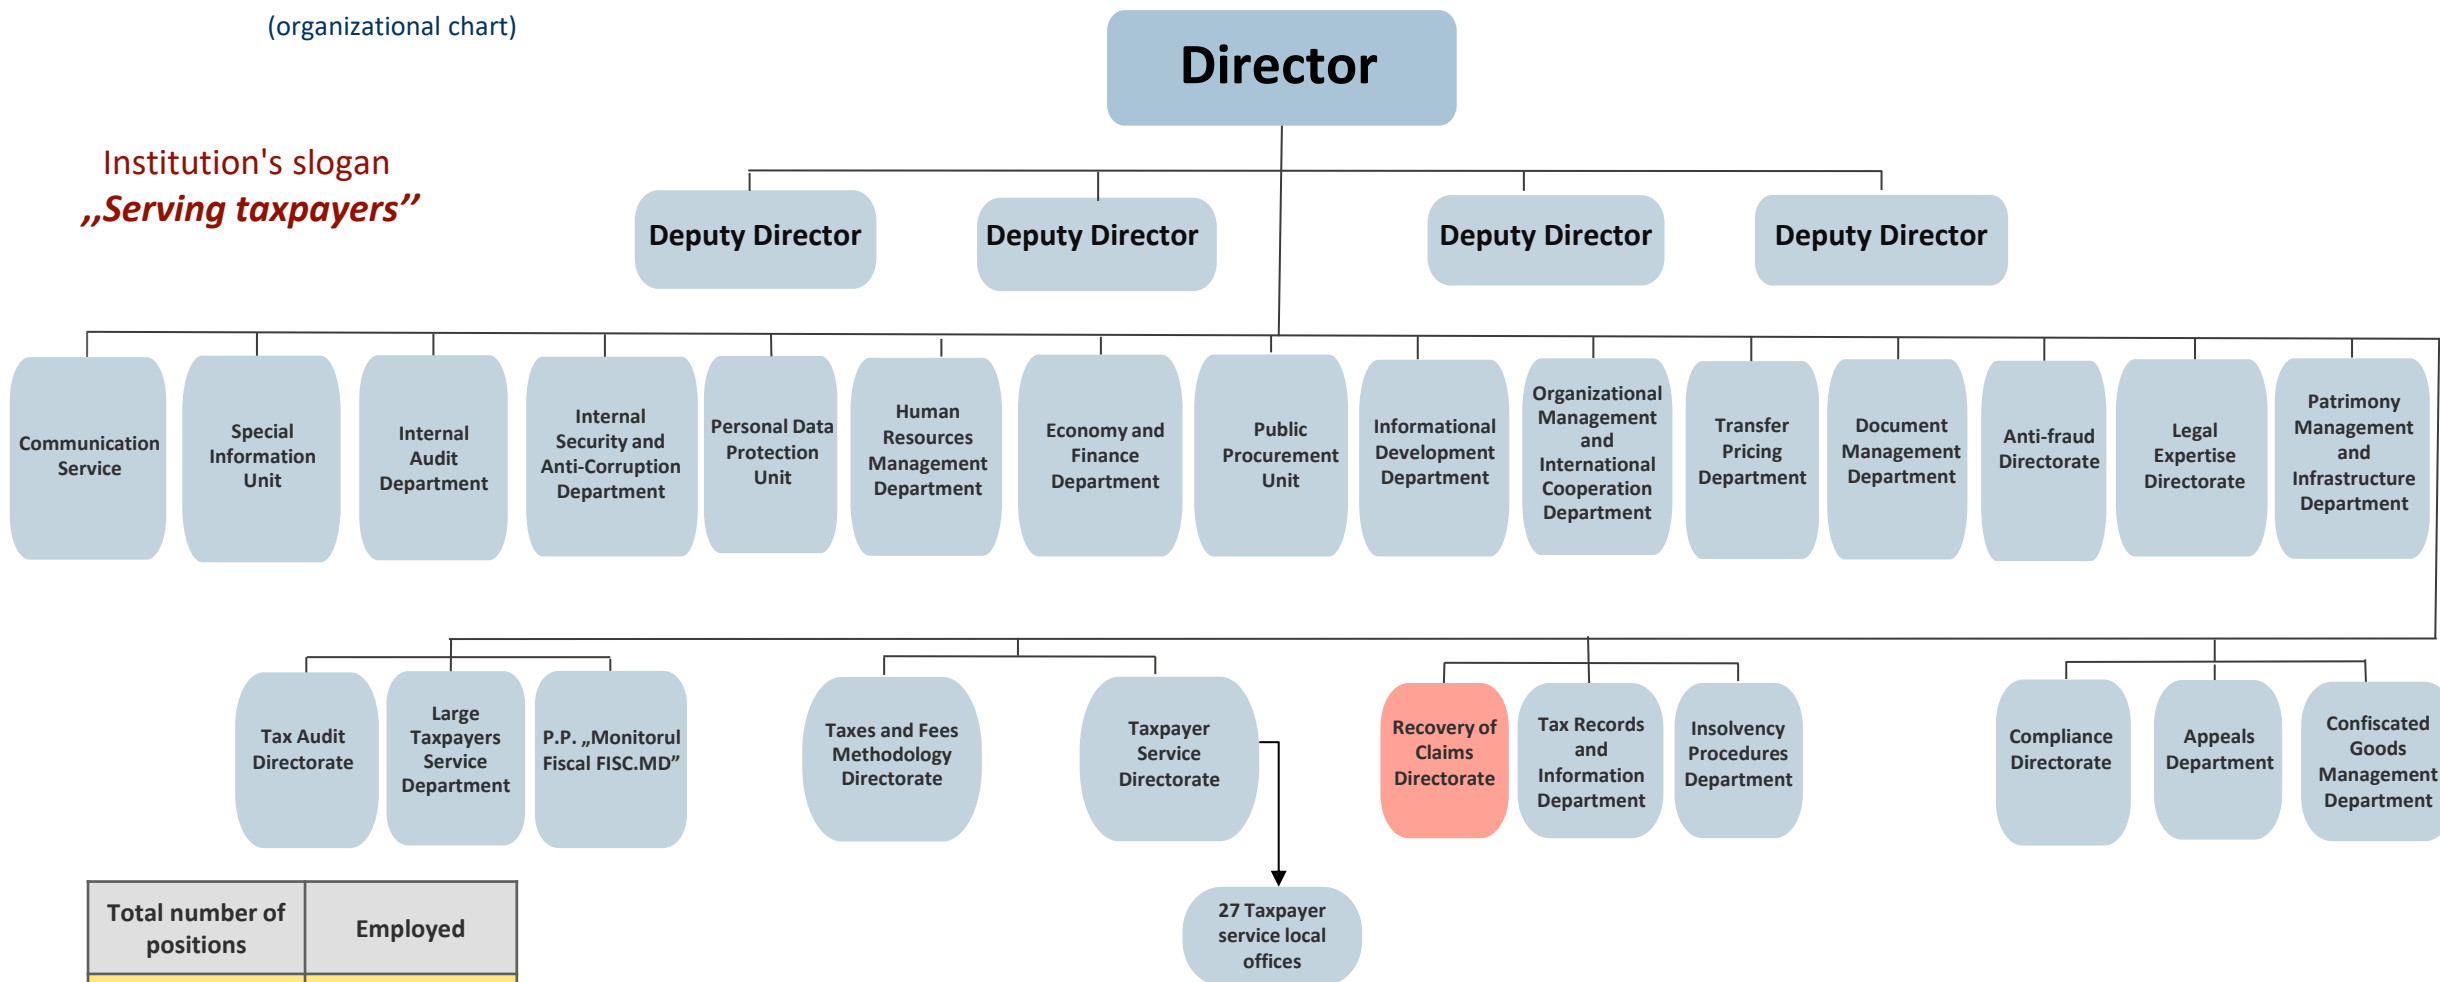 (organizational chart)
Director
Institution's slogan
„Serving taxpayers”
Deputy Director
Deputy Director
Deputy Director
Deputy Director
Communication
Service
Special
Information
Unit
Internal
Audit
Department
Internal
Security and
Anti-Corruption
Department
Personal Data
Protection
Unit
Human
Resources
Management
Department
Economy and
Finance
Department
Public
Procurement
Unit
Informational
Development
Department
Organizational
Management
and
International
Cooperation
Department
Transfer
Pricing
Department
Document
Management
Department
Anti-fraud
Directorate
Legal
Expertise
Directorate
Patrimony
Management
and
Infrastructure
Department
Tax Audit
Directorate
Large
Taxpayers
Service
Department
P.P. „Monitorul
Fiscal FISC.MD”
Taxes and Fees
Methodology
Directorate
Taxpayer
Service
Directorate
Recovery of
Claims
Directorate
Tax Records
and
Information
Department
Insolvency
Procedures
Department
Compliance
Directorate
Appeals
Department
Confiscated
Goods
Management
Department
27 Taxpayer
service local
offices
Total number of
positions
Employed